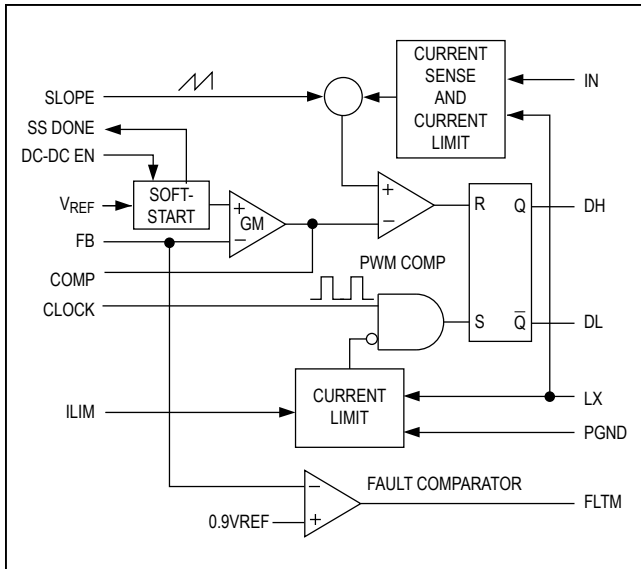 CURRENT
SENSE
AND
CURRENT
LIMIT
IN
SLOPE
SS DONE
DC-DC EN
SOFT-
START
VREF
+
−
GM
+
−
R
Q
DH
FB
COMP
PWM COMP
CLOCK
S
Q̅
DL
CURRENT
LIMIT
LX
ILIM
PGND
FAULT COMPARATOR
−
+
FLTM
0.9VREF